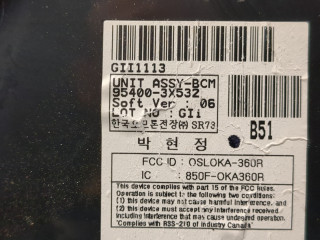 GII1113
UNIT ASSY-BCM
95400-3X532
Soft Ver : 06
LOT NO : GIi
한국오므론전장㈜ SR73
B51
박현정
FCC ID : OSLOKA-360R
IC : 850F-OKA360R
This device complies with part 15 of the FCC rules.
Operation is subject to the following two conditions:
(1) this device may not cause harmful interference, and
(2) this device must accept any interference received,
including interference that may cause undesired operation.
"Complies with RSS-210 of Industry Canada"